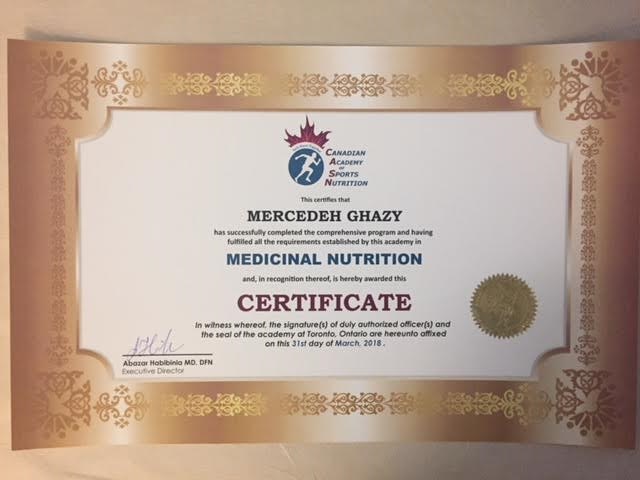 CANADIAN
ACADEMY
OF
SPORTS
NUTRITION
This certifies that
MERCEDEH GHAZY
has successfully completed the comprehensive program and having
fulfilled all the requirements established by this academy in
MEDICINAL NUTRITION
and, in recognition thereof, is hereby awarded this
CERTIFICATE
In witness whereof, the signature(s) of duly authorized officer(s) and
the seal of the academy at Toronto, Ontario are hereunto affixed
on this 31st day of March, 2018 .
Abazar Habibinia MD, DFN
Executive Director